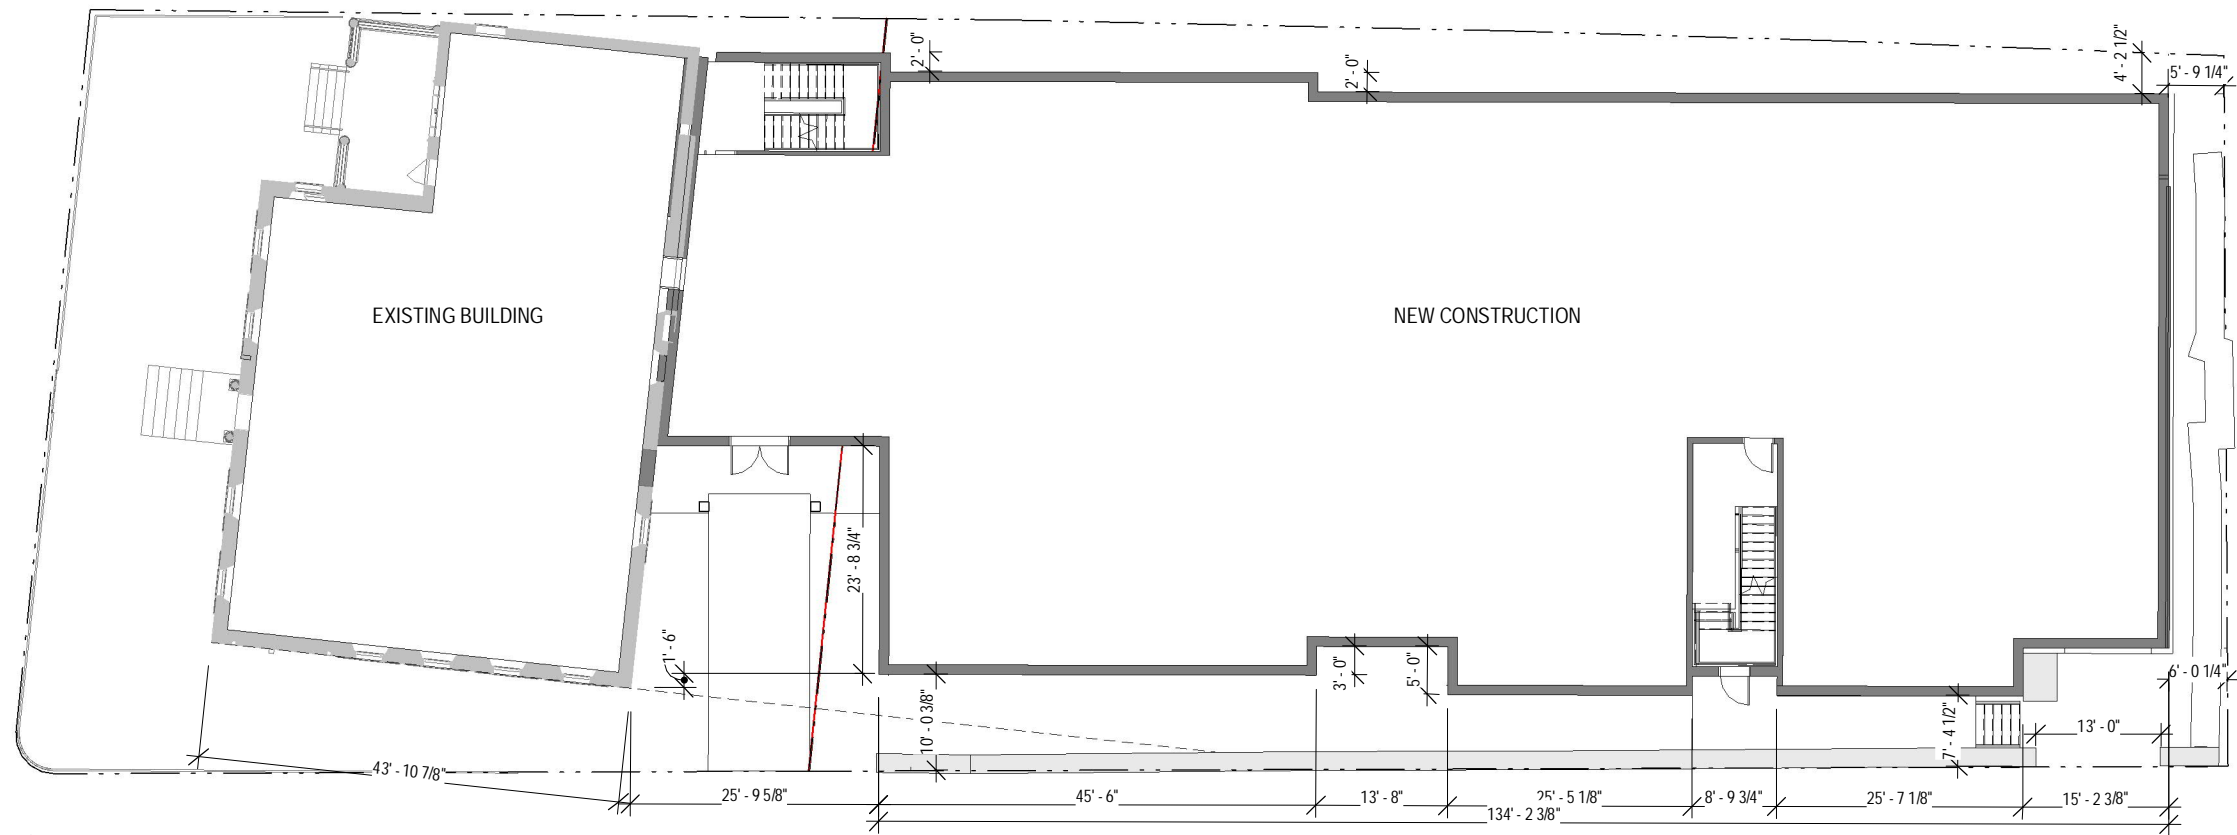 2' - 0"
2' - 0"
4' - 2 1/2"
5' - 9 1/4"
EXISTING BUILDING
NEW CONSTRUCTION
23' - 8 3/4"
1' - 6"
3' - 0"
5' - 0"
6' - 0 1/4"
10' - 0 3/8"
7' - 4 1/2"
13' - 0"
43' - 10 7/8"
25' - 9 5/8"
45' - 6"
13' - 8"
25' - 5 1/8"
8' - 9 3/4"
25' - 7 1/8"
15' - 2 3/8"
134' - 2 3/8"